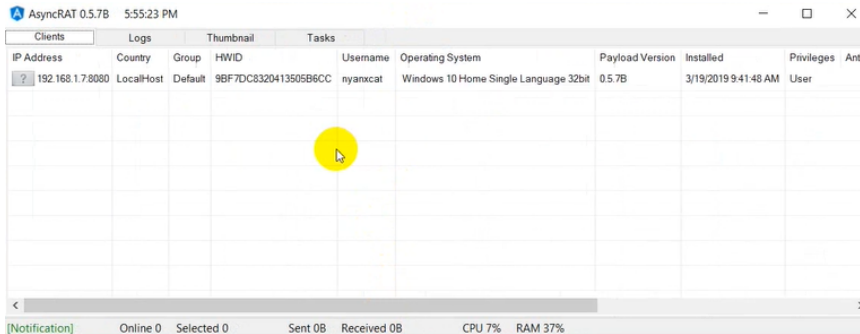 AsyncRAT 0.5.7B 5:55:23 PM
Clients Logs Thumbnail Tasks
IP Address Country Group HWID Username Operating System Payload Version Installed Privileges Ant
? 192.168.1.7:8080 LocalHost Default 9BF7DC8320413505B6CC nyanxcat Windows 10 Home Single Language 32bit 0.5.7B 3/19/2019 9:41:48 AM User
[Notification] Online 0 Selected 0 Sent 0B Received 0B CPU 7% RAM 37%